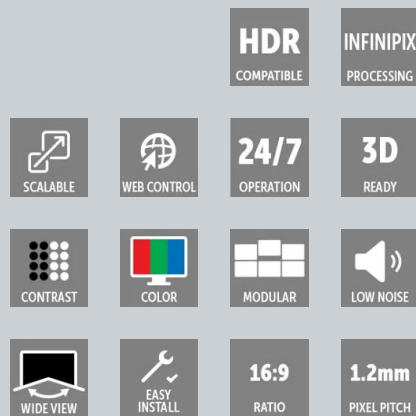 HDR
COMPATIBLE
INFINIPIX
PROCESSING
SCALABLE
WEB CONTROL
24/7
OPERATION
3D
READY
CONTRAST
COLOR
MODULAR
LOW NOISE
WIDE VIEW
EASY
INSTALL
16:9
RATIO
1.2mm
PIXEL PITCH